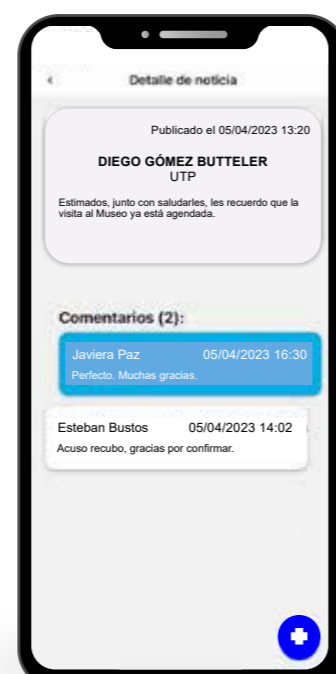 Detalle de noticia
Publicado el 05/04/2023 13:20
DIEGO GÓMEZ BUTTELER
UTP
Estimados, junto con saludarles, les recuerdo que la
visita al Museo ya está agendada.
Comentarios (2):
Javiera Paz 05/04/2023 16:30
Perfecto. Muchas gracias.
Esteban Bustos 05/04/2023 14:02
Acuso recubo, gracias por confirmar.